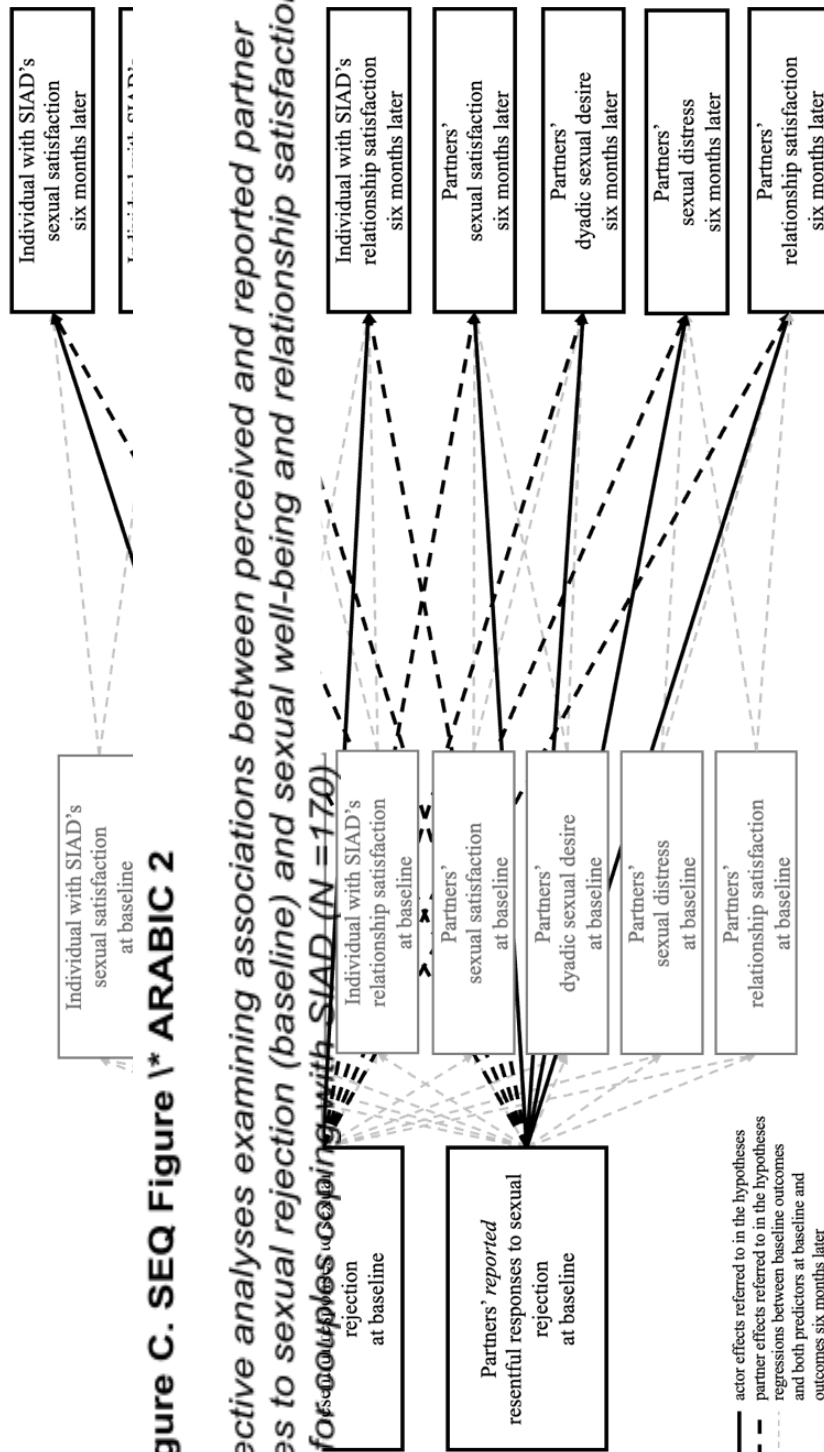 Individual with SIAD's
sexual satisfaction
six months later
Individual with SIAD's
sexual satisfaction
at baseline
Individual with SIAD's
gure C. SEQ Figure \* ARABIC 2
ective analyses examining associations between perceived and reported partner
es to sexual rejection (baseline) and sexual well-being and relationship satisfactio
for couples coping with SIAD (N =170)
rejection
at baseline
Individual with SIAD's
relationship satisfaction
at baseline
Individual with SIAD's
relationship satisfaction
six months later
Partners'
sexual satisfaction
at baseline
Partners'
sexual satisfaction
six months later
Partners' reported
resentful responses to sexual
rejection
at baseline
Partners'
dyadic sexual desire
at baseline
Partners'
dyadic sexual desire
six months later
Partners'
sexual distress
at baseline
Partners'
sexual distress
six months later
Partners'
relationship satisfaction
at baseline
Partners'
relationship satisfaction
six months later
actor effects referred to in the hypotheses
partner effects referred to in the hypotheses
regressions between baseline outcomes
and both predictors at baseline and
outcomes six months later